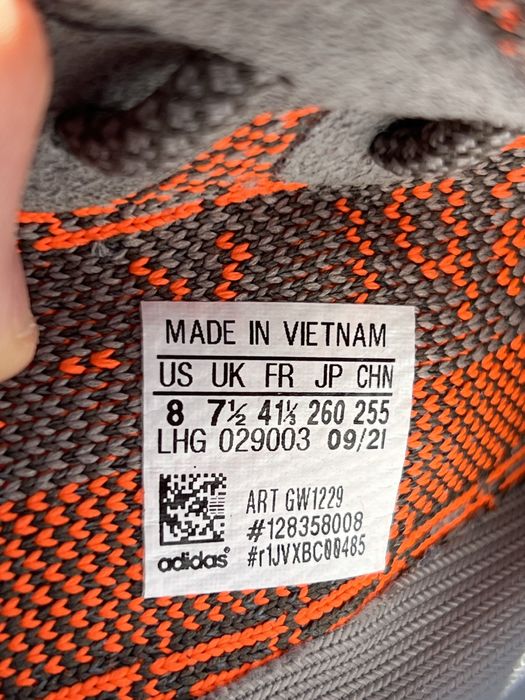 MADE IN VIETNAM
US UK FR JP CHN
8 7½ 41⅓ 260 255
LHG 029003 09/21
ART GW1229
#128358008
#r1JVXBC00485
adidas®